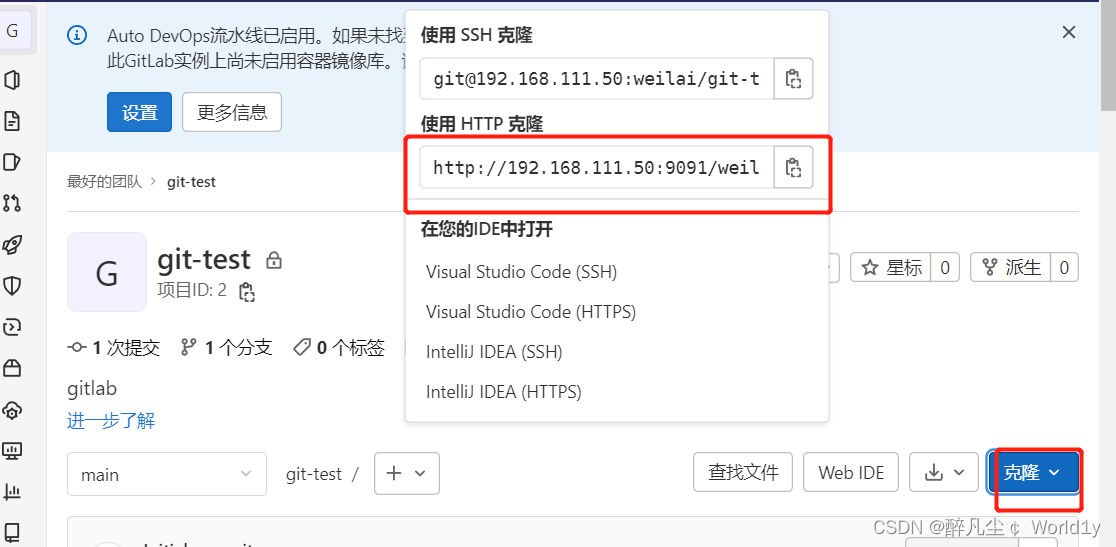 G
使用 SSH 克隆
Auto DevOps流水线已启用。如果未找
此GitLab实例上尚未启用容器镜像库。
git@192.168.111.50:weilai/git-t
设置
更多信息
使用 HTTP 克隆
http://192.168.111.50:9091/weil
最好的团队 > git-test
在您的IDE中打开
G
git-test
项目ID: 2
Visual Studio Code (SSH)
星标 0
派生 0
Visual Studio Code (HTTPS)
1 次提交 1 个分支 0 个标签
IntelliJ IDEA (SSH)
gitlab
IntelliJ IDEA (HTTPS)
进一步了解
main
git-test /
查找文件
Web IDE
克隆
CSDN @醉凡尘¢ World1y